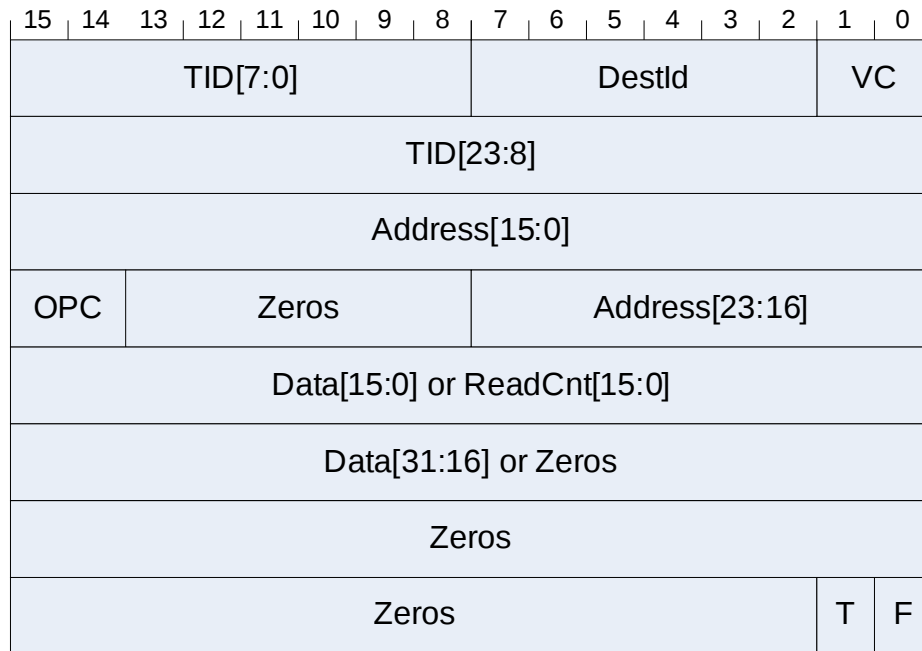 15 14 13 12 11 10 9 8 7 6 5 4 3 2 1 0
TID[7:0] DestId VC
TID[23:8]
Address[15:0]
OPC Zeros Address[23:16]
Data[15:0] or ReadCnt[15:0]
Data[31:16] or Zeros
Zeros
Zeros T F